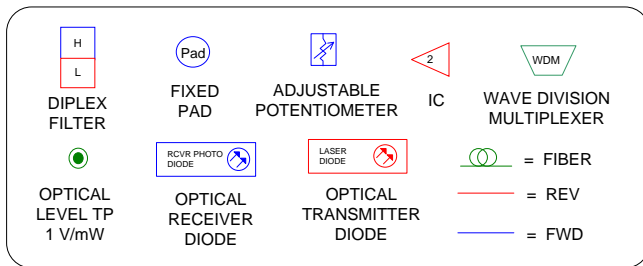 H
L
DIPLEX
FILTER
Pad
FIXED
PAD
ADJUSTABLE
POTENTIOMETER
2
IC
WDM
WAVE DIVISION
MULTIPLEXER
OPTICAL
LEVEL TP
1 V/mW
RCVR PHOTO
DIODE
OPTICAL
RECEIVER
DIODE
LASER
DIODE
OPTICAL
TRANSMITTER
DIODE
= FIBER
= REV
= FWD